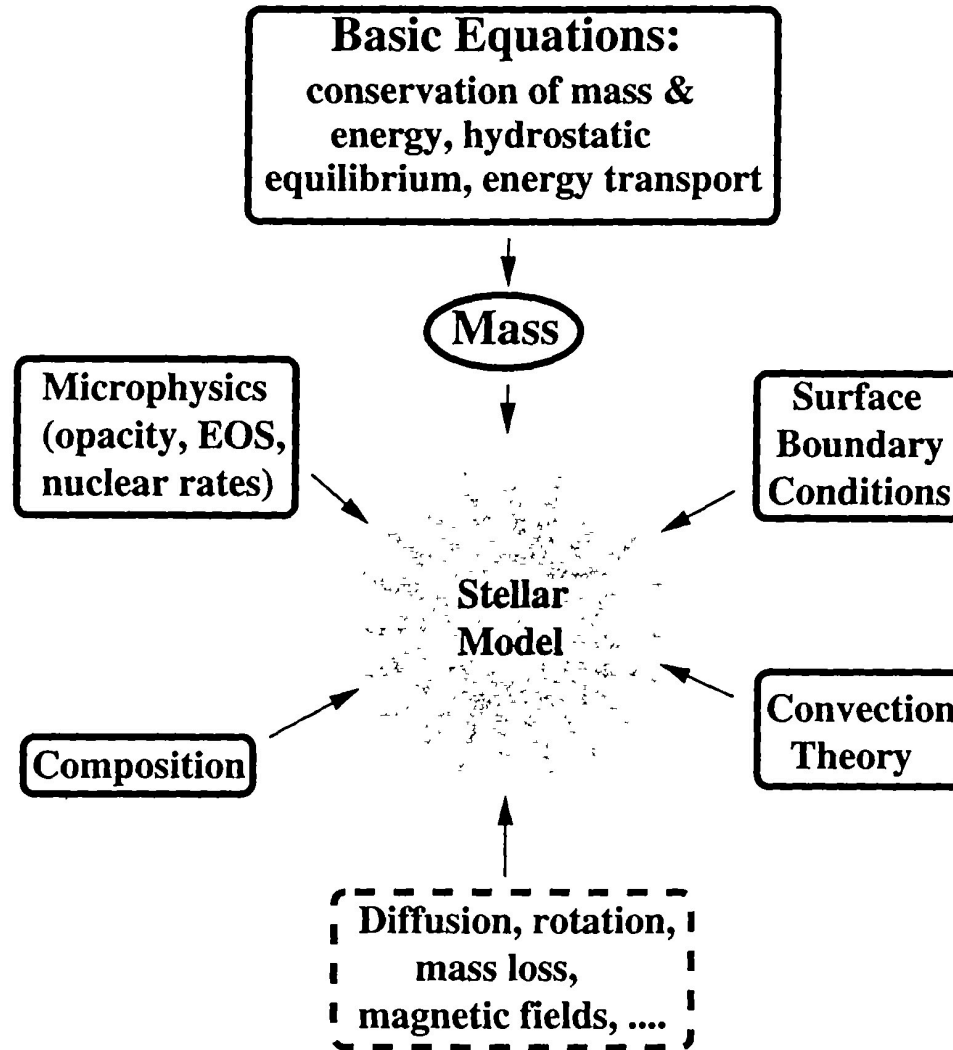 Basic Equations:
conservation of mass &
energy, hydrostatic
equilibrium, energy transport
Mass
Microphysics
(opacity, EOS,
nuclear rates)
Surface
Boundary
Conditions
Stellar
Model
Composition
Convection
Theory
Diffusion, rotation,
mass loss,
magnetic fields, ....